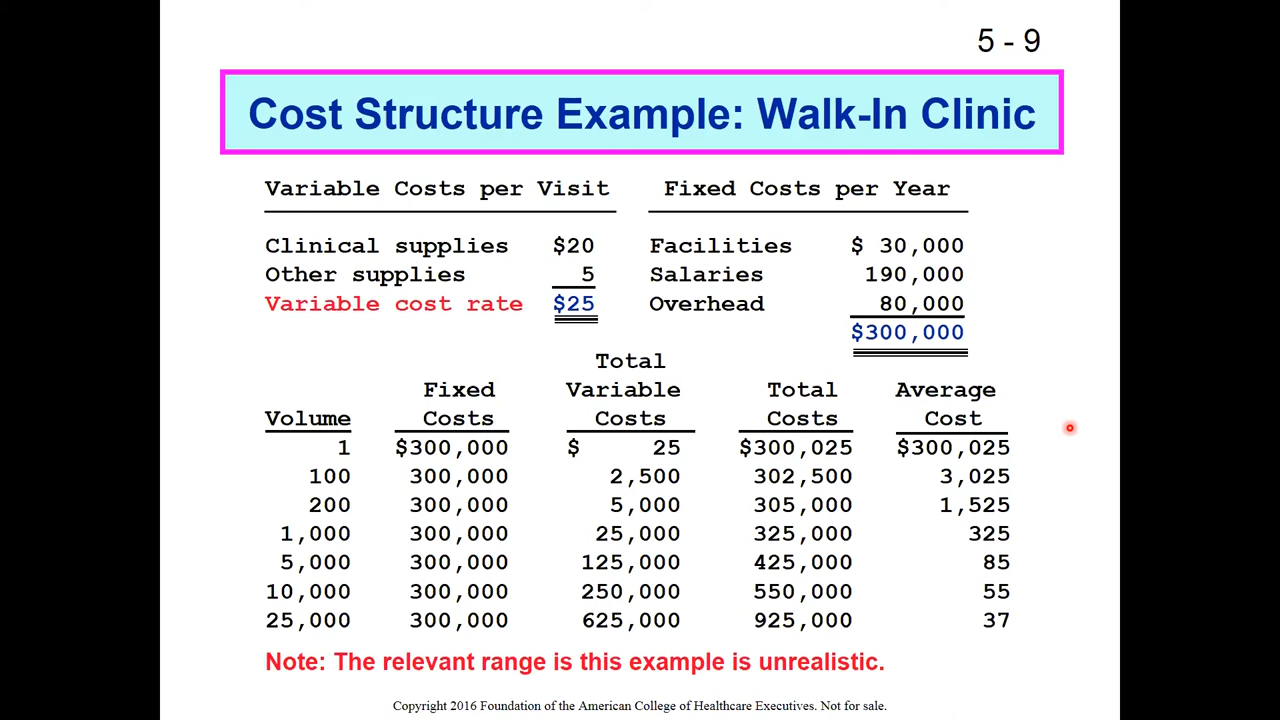 5 - 9
Cost Structure Example: Walk-In Clinic
Variable Costs per Visit Fixed Costs per Year
Clinical supplies $20 Facilities $ 30,000
Other supplies 5 Salaries 190,000
Variable cost rate $25 Overhead 80,000
$300,000
Total
Fixed Variable Total Average
Volume Costs Costs Costs Cost
1 $300,000 $ 25 $300,025 $300,025
100 300,000 2,500 302,500 3,025
200 300,000 5,000 305,000 1,525
1,000 300,000 25,000 325,000 325
5,000 300,000 125,000 425,000 85
10,000 300,000 250,000 550,000 55
25,000 300,000 625,000 925,000 37
Note: The relevant range is this example is unrealistic.
Copyright 2016 Foundation of the American College of Healthcare Executives. Not for sale.